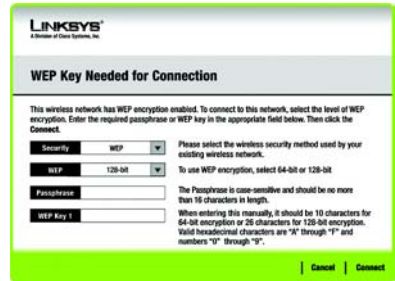 LINKSYS®
A Division of Cisco Systems, Inc.
WEP Key Needed for Connection
This wireless network has WEP encryption enabled. To connect to this network, select the level of WEP
encryption. Enter the required passphrase or WEP key in the appropriate field below. Then click the
Connect.
Security WEP Please select the wireless security method used by your
existing wireless network.
WEP 128-bit To use WEP encryption, select 64-bit or 128-bit
Passphrase The Passphrase is case-sensitive and should be no more
than 16 characters in length.
WEP Key 1 When entering this manually, it should be 10 characters for
64-bit encryption or 26 characters for 128-bit encryption.
Valid hexadecimal characters are "A" through "F" and
numbers "0" through "9".
Cancel Connect